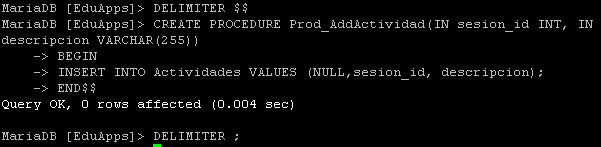 MariaDB [EduApps]> DELIMITER $$
MariaDB [EduApps]> CREATE PROCEDURE Prod_AddActividad(IN sesion_id INT, IN
descripcion VARCHAR(255))
    -> BEGIN
    -> INSERT INTO Actividades VALUES (NULL,sesion_id, descripcion);
    -> END$$
Query OK, 0 rows affected (0.004 sec)
MariaDB [EduApps]> DELIMITER ;